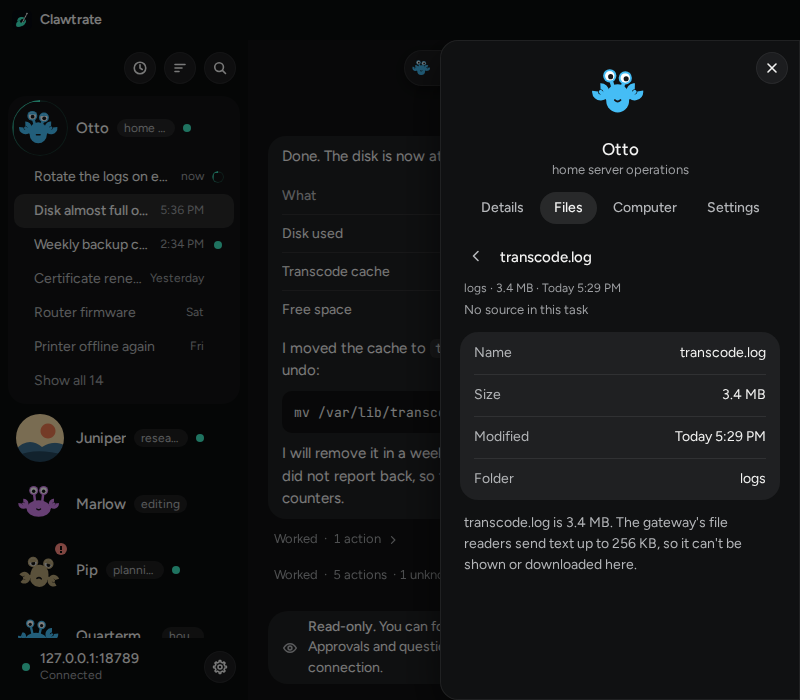 Clawtrate
Otto
home ...
Rotate the logs on e...
now
Disk almost full o...
5:36 PM
Weekly backup c...
2:34 PM
Certificate rene...
Yesterday
Router firmware
Sat
Printer offline again
Fri
Show all 14
Juniper
resea...
Marlow
editing
Pip
planni...
Quarterm
hou
127.0.0.1:18789
Connected
Done. The disk is now at
What
Disk used
Transcode cache
Free space
I moved the cache to
undo:
mv /var/lib/transco
I will remove it in a week
did not report back, so
counters.
Worked · 1 action
Worked · 5 actions · 1 unkno
Read-only. You can fo
Approvals and questio
connection.
Otto
home server operations
Details
Files
Computer
Settings
transcode.log
logs · 3.4 MB · Today 5:29 PM
No source in this task
Name
transcode.log
Size
3.4 MB
Modified
Today 5:29 PM
Folder
logs
transcode.log is 3.4 MB. The gateway's file
readers send text up to 256 KB, so it can't be
shown or downloaded here.